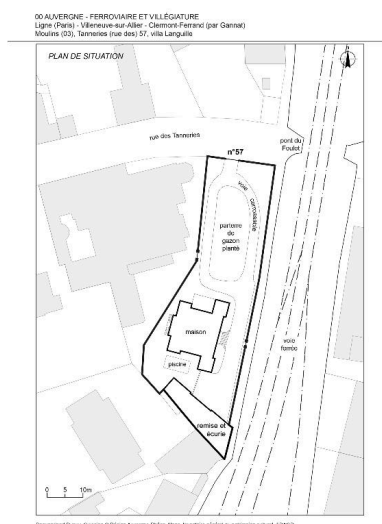 00 AUVERGNE - FERROVIAIRE ET VILLÉGIATURE
Ligne (Paris) - Villeneuve-sur-Allier - Clermont-Ferrand (par Gannat)
Moulins (03), Tanneries (rue des) 57, villa Languille
PLAN DE SITUATION
rue des Tanneries
pont du
Foulet
n°57
voie carrossable
parterre
de
gazon
planté
maison
voie
ferrée
piscine
remise et
écurie
0 5 10m